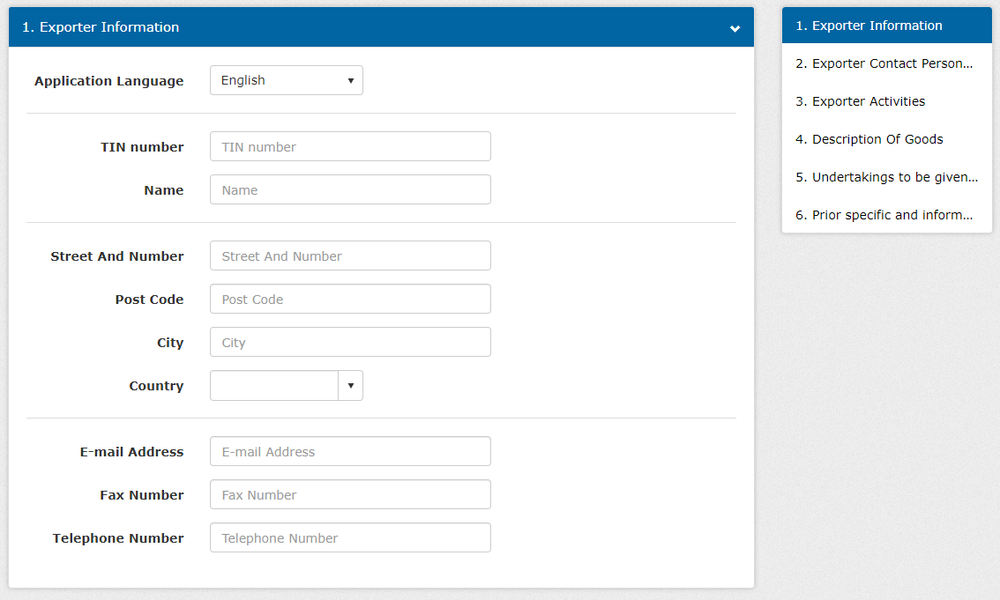 1. Exporter Information
Application Language English
TIN number TIN number
Name Name
Street And Number Street And Number
Post Code Post Code
City City
Country
E-mail Address E-mail Address
Fax Number Fax Number
Telephone Number Telephone Number
1. Exporter Information
2. Exporter Contact Person...
3. Exporter Activities
4. Description Of Goods
5. Undertakings to be given...
6. Prior specific and inform...